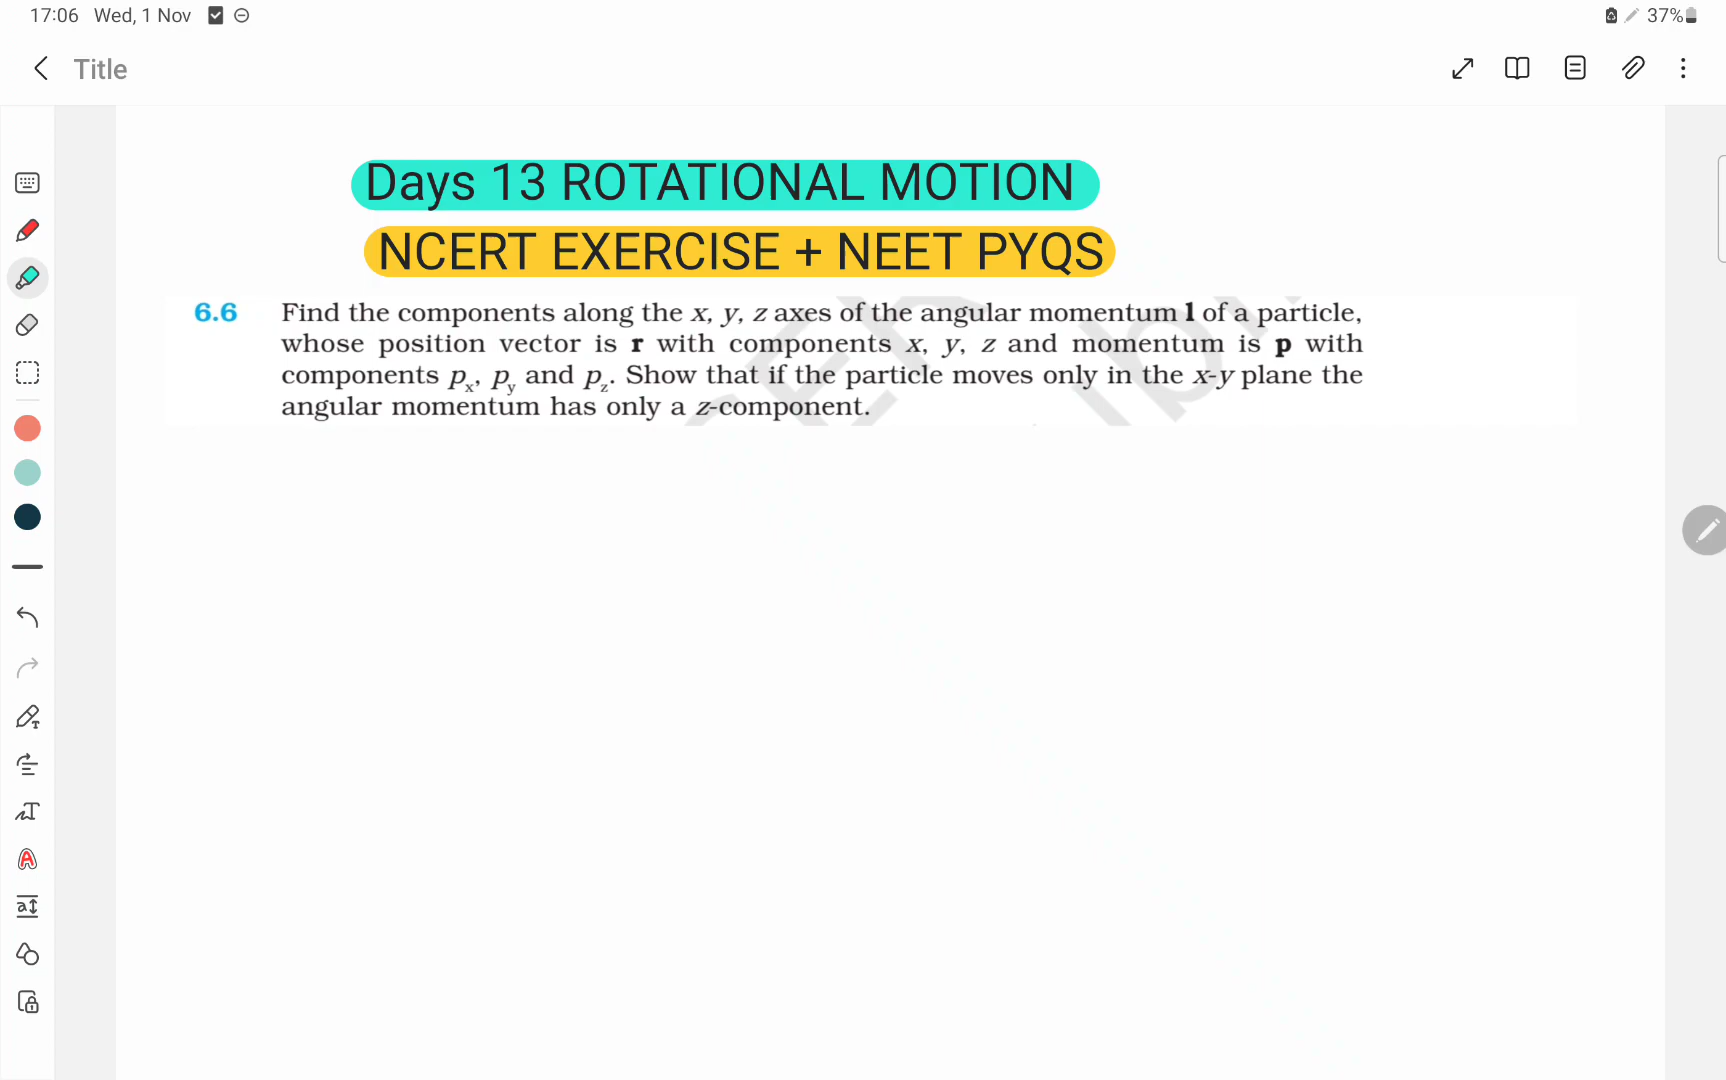 17:06 Wed, 1 Nov 37%
Title
Days 13 ROTATIONAL MOTION
NCERT EXERCISE + NEET PYQS
6.6 Find the components along the x, y, z axes of the angular momentum l of a particle,
whose position vector is r with components x, y, z and momentum is p with
components pₓ, p_y and p_z. Show that if the particle moves only in the x-y plane the
angular momentum has only a z-component.